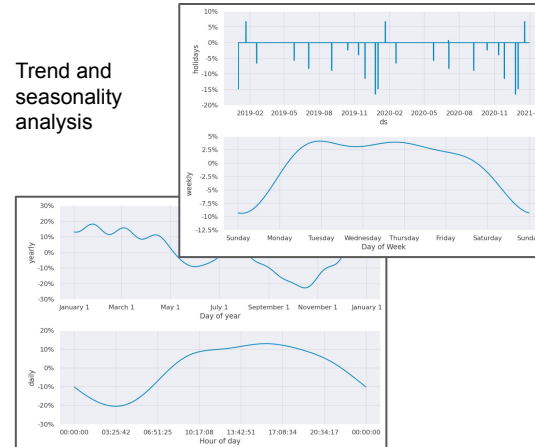 Trend and
seasonality
analysis
10%
5%
0%
-5%
-10%
-15%
-20%
holidays
2019-02 2019-05 2019-08 2019-11 2020-02 2020-05 2020-08 2020-11
ds
5%
2.5%
0%
-2.5%
-5%
-7.5%
-10%
-12.5%
weekly
Sunday Monday Tuesday Wednesday Thursday Friday Saturday
Day of Week
30%
20%
10%
0%
-10%
-20%
-30%
yearly
January 1 March 1 May 1 July 1 September 1 November 1 January 1
Day of year
20%
10%
0%
-10%
-20%
-30%
daily
00:00:00 03:25:42 06:51:25 10:17:08 13:42:51 17:08:34 20:34:17 00:00:00
Hour of day